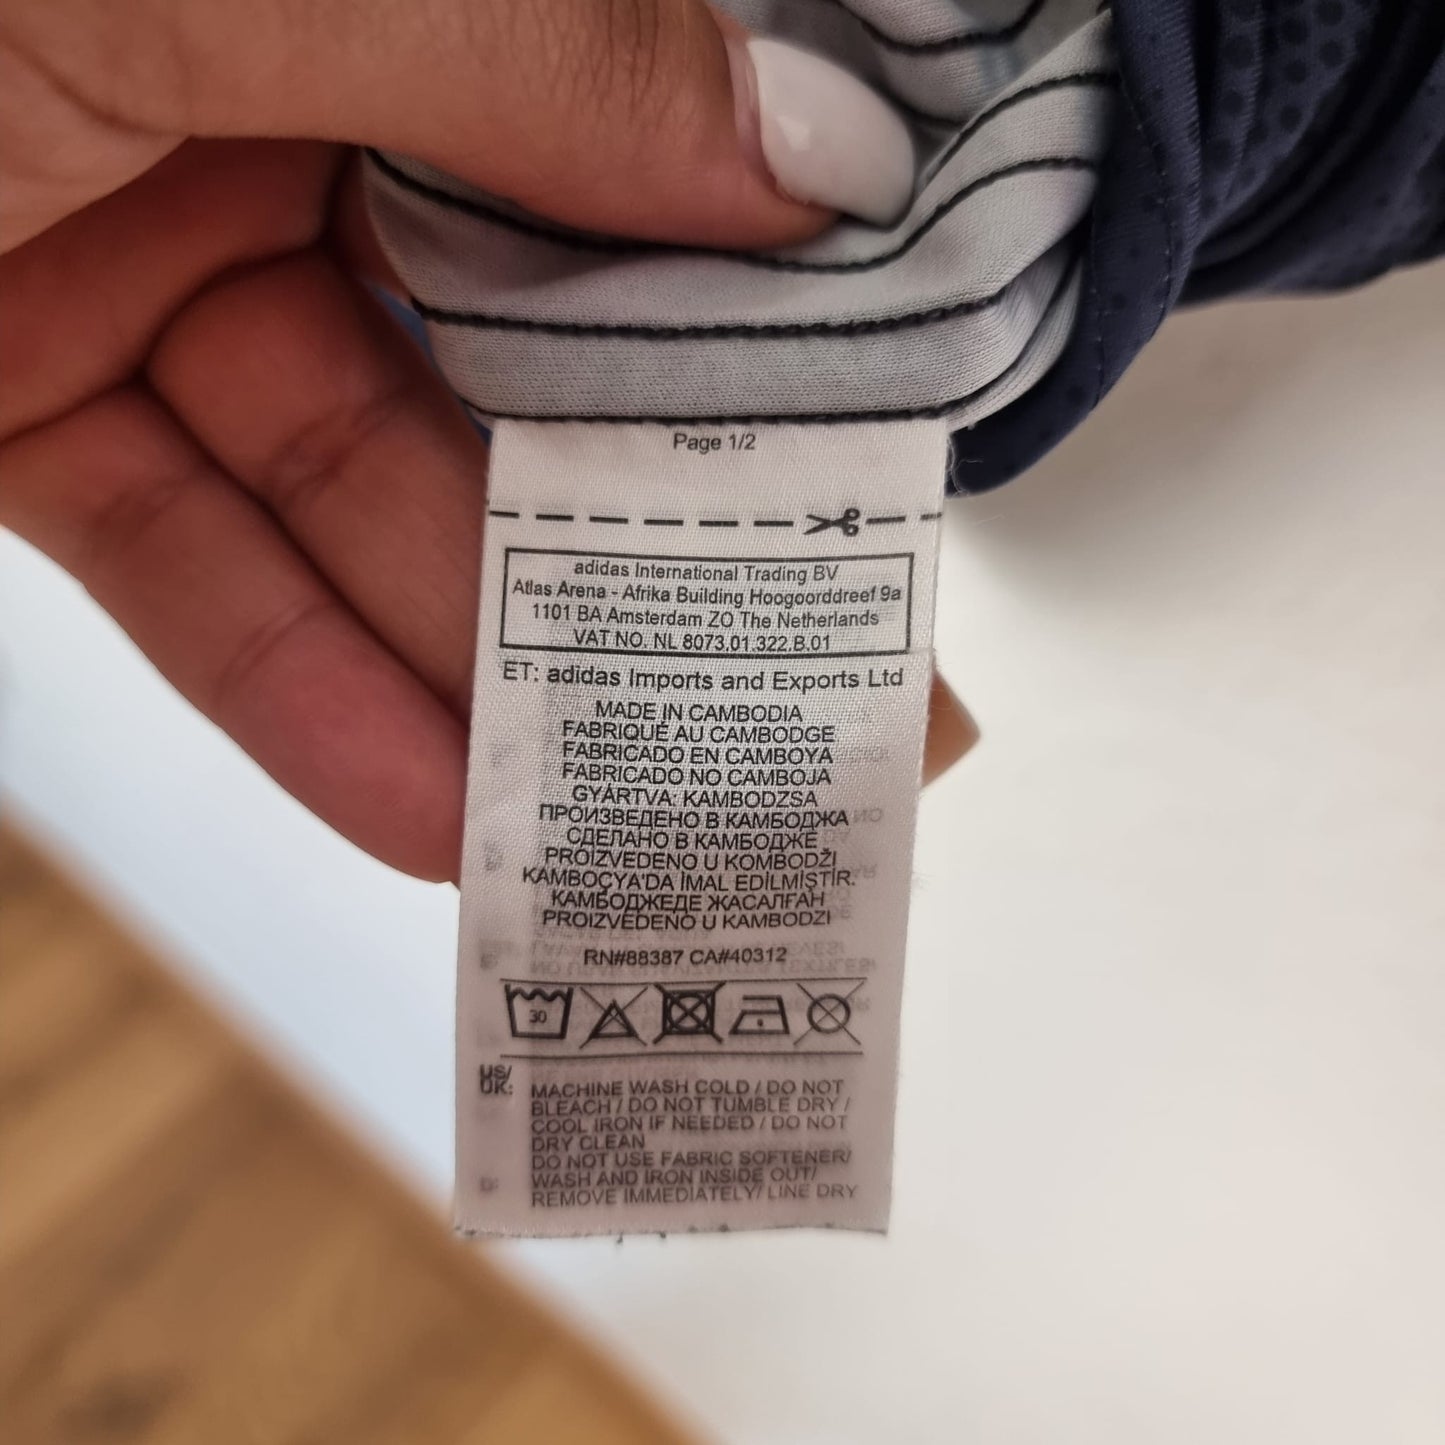 Page 1/2
adidas International Trading BV
Atlas Arena - Afrika Building Hoogoorddreef 9a
1101 BA Amsterdam ZO The Netherlands
VAT NO. NL 8073.01.322.B.01
ET: adidas Imports and Exports Ltd
MADE IN CAMBODIA
FABRIQUÉ AU CAMBODGE
FABRICADO EN CAMBOYA
FABRICADO NO CAMBOJA
GYÁRTVA: KAMBODZSA
ПРОИЗВЕДЕНО В КАМБОДЖА
СДЕЛАНО В КАМБОДЖЕ
PROIZVEDENO U KOMBODŽI
KAMBOÇYA'DA İMAL EDİLMİŞTİR.
КАМБОДЖЕДЕ ЖАСАЛҒАН
PROIZVEDENO U KAMBODZI
RN#88387 CA#40312
30
US/
UK:
MACHINE WASH COLD / DO NOT
BLEACH / DO NOT TUMBLE DRY /
COOL IRON IF NEEDED / DO NOT
DRY CLEAN
DO NOT USE FABRIC SOFTENER/
WASH AND IRON INSIDE OUT/
REMOVE IMMEDIATELY/ LINE DRY